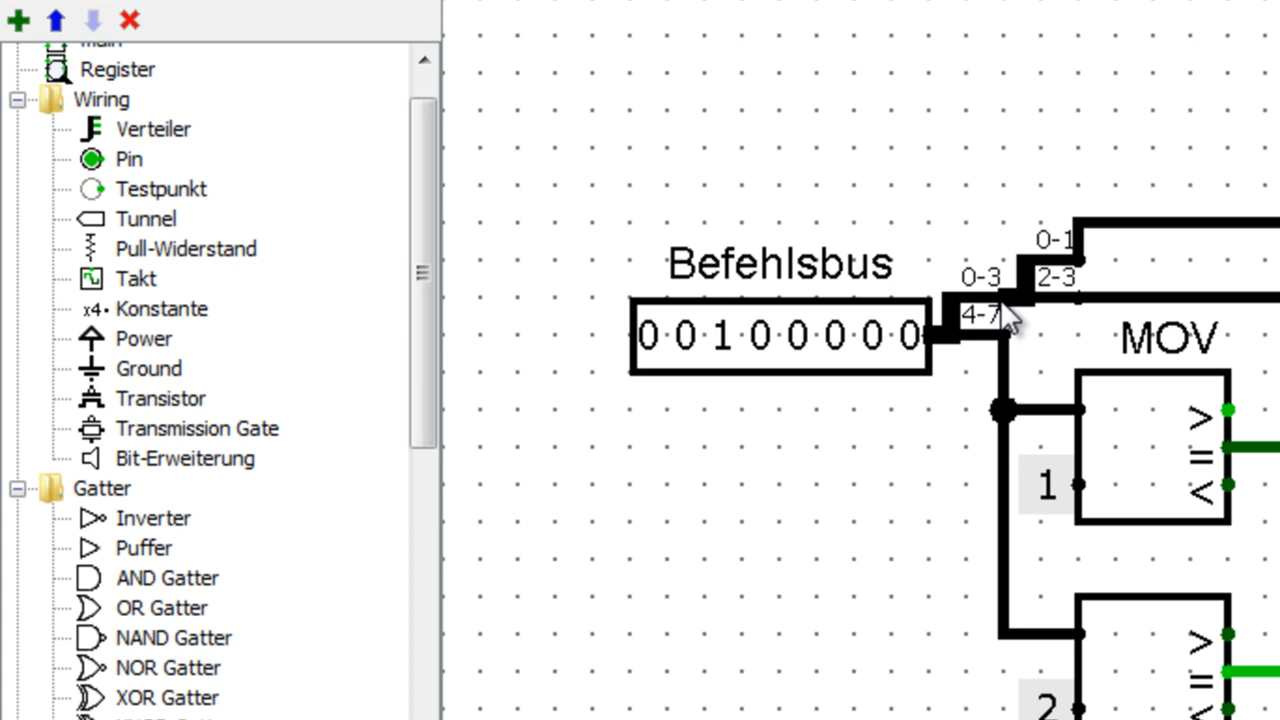 main
Register
Wiring
Verteiler
Pin
Testpunkt
Tunnel
Pull-Widerstand
Takt
x4 Konstante
Power
Ground
Transistor
Transmission Gate
Bit-Erweiterung
Gatter
Inverter
Puffer
AND Gatter
OR Gatter
NAND Gatter
NOR Gatter
XOR Gatter
Befehlsbus
0 0 1 0 0 0 0 0
0-3
4-7
0-1
2-3
MOV
>
=
<
1
>
=
<
2